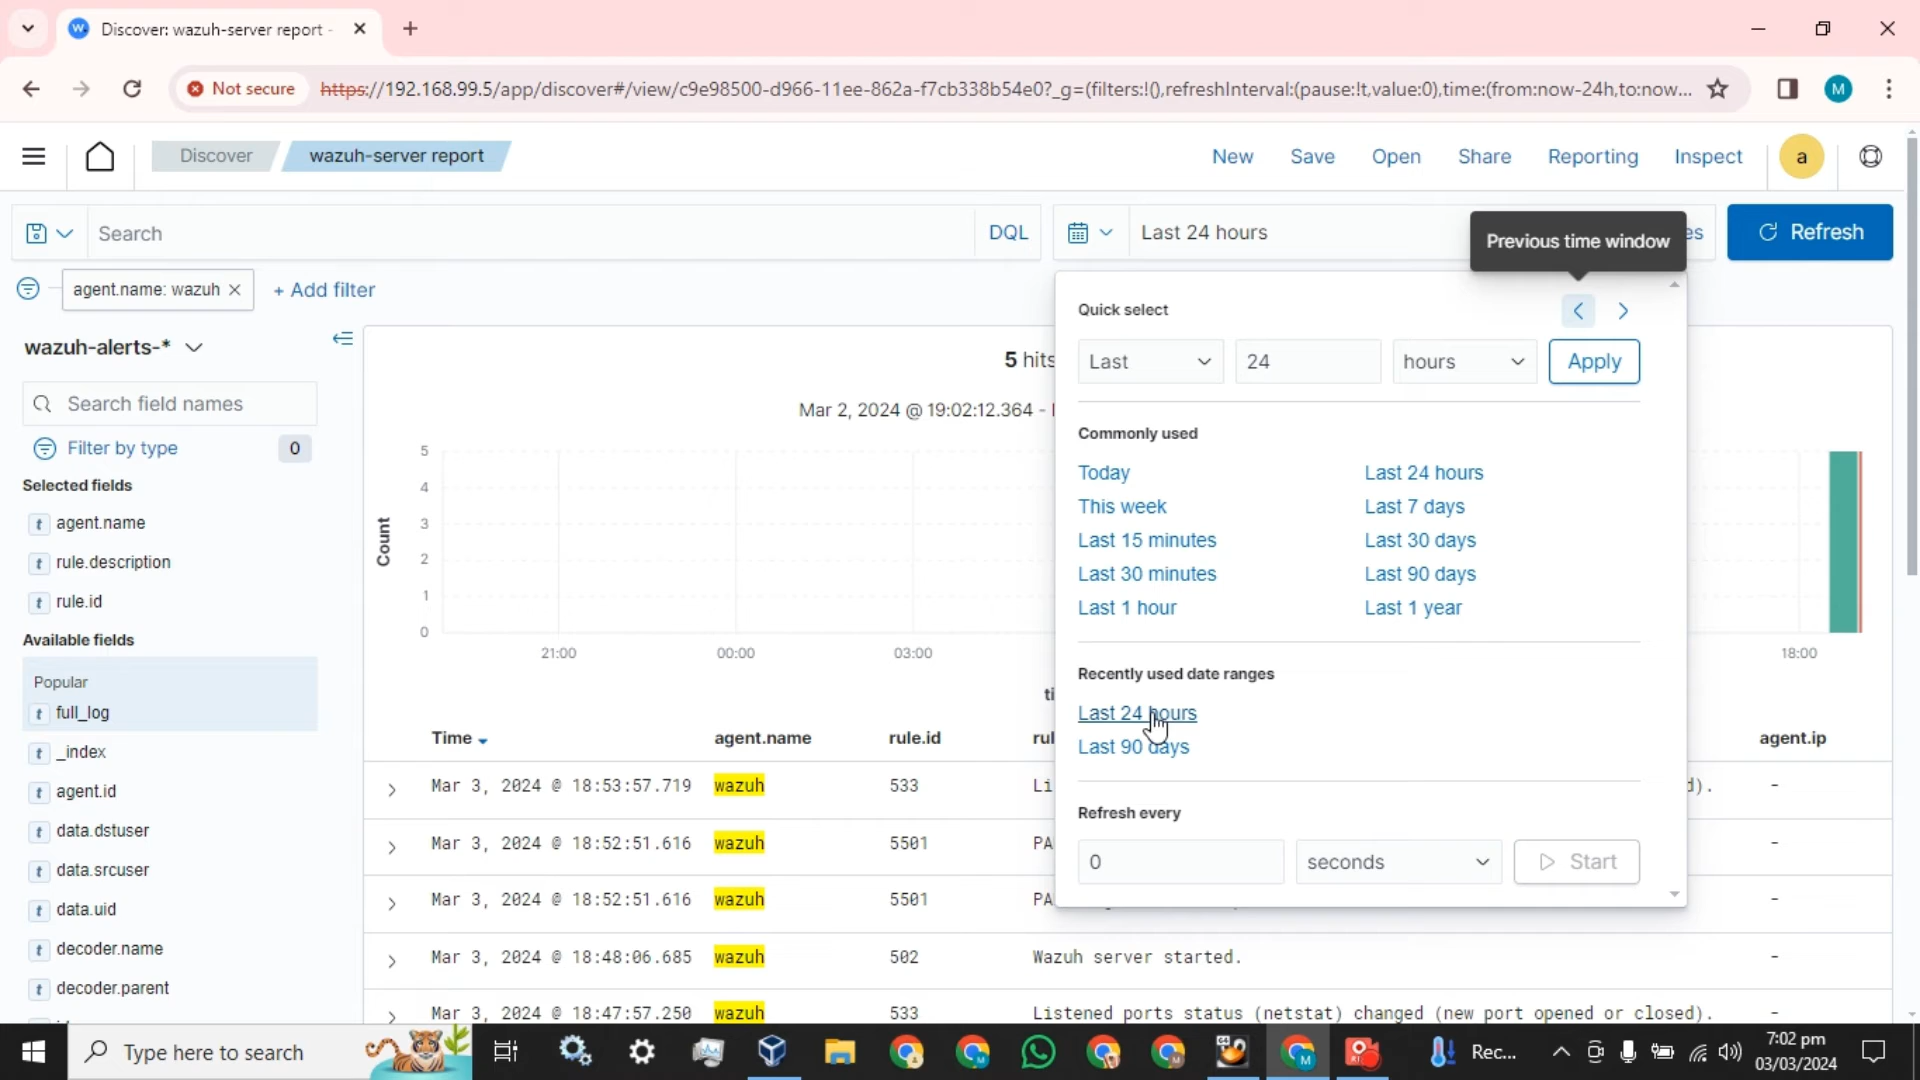 Discover: wazuh-server report -
Not secure
https://192.168.99.5/app/discover#/view/c9e98500-d966-11ee-862a-f7cb338b54e0?_g=(filters:!(),refreshInterval:(pause:!t,value:0),time:(from:now-24h,to:now...
M
Discover
wazuh-server report
New
Save
Open
Share
Reporting
Inspect
a
Search
DQL
Last 24 hours
Previous time window
es
Refresh
agent.name: wazuh
+ Add filter
wazuh-alerts-*
Search field names
Filter by type
0
Selected fields
t agent.name
t rule.description
t rule.id
Available fields
Popular
t full_log
t _index
t agent.id
t data.dstuser
t data.srcuser
t data.uid
t decoder.name
t decoder.parent
5 hits
Mar 2, 2024 @ 19:02:12.364 -
Count
5
4
3
2
1
0
21:00
00:00
03:00
18:00
ti
Quick select
Last
24
hours
Apply
Commonly used
Today
Last 24 hours
This week
Last 7 days
Last 15 minutes
Last 30 days
Last 30 minutes
Last 90 days
Last 1 hour
Last 1 year
Recently used date ranges
Last 24 hours
Last 90 days
Refresh every
0
seconds
Start
Time agent.name rule.id rul agent.ip
Mar 3, 2024 @ 18:53:57.719 wazuh 533 Li d). -
Mar 3, 2024 @ 18:52:51.616 wazuh 5501 PA -
Mar 3, 2024 @ 18:52:51.616 wazuh 5501 PA -
Mar 3, 2024 @ 18:48:06.685 wazuh 502 Wazuh server started. -
Mar 3, 2024 @ 18:47:57.250 wazuh 533 Listened ports status (netstat) changed (new port opened or closed). -
Type here to search
Rec...
7:02 pm
03/03/2024